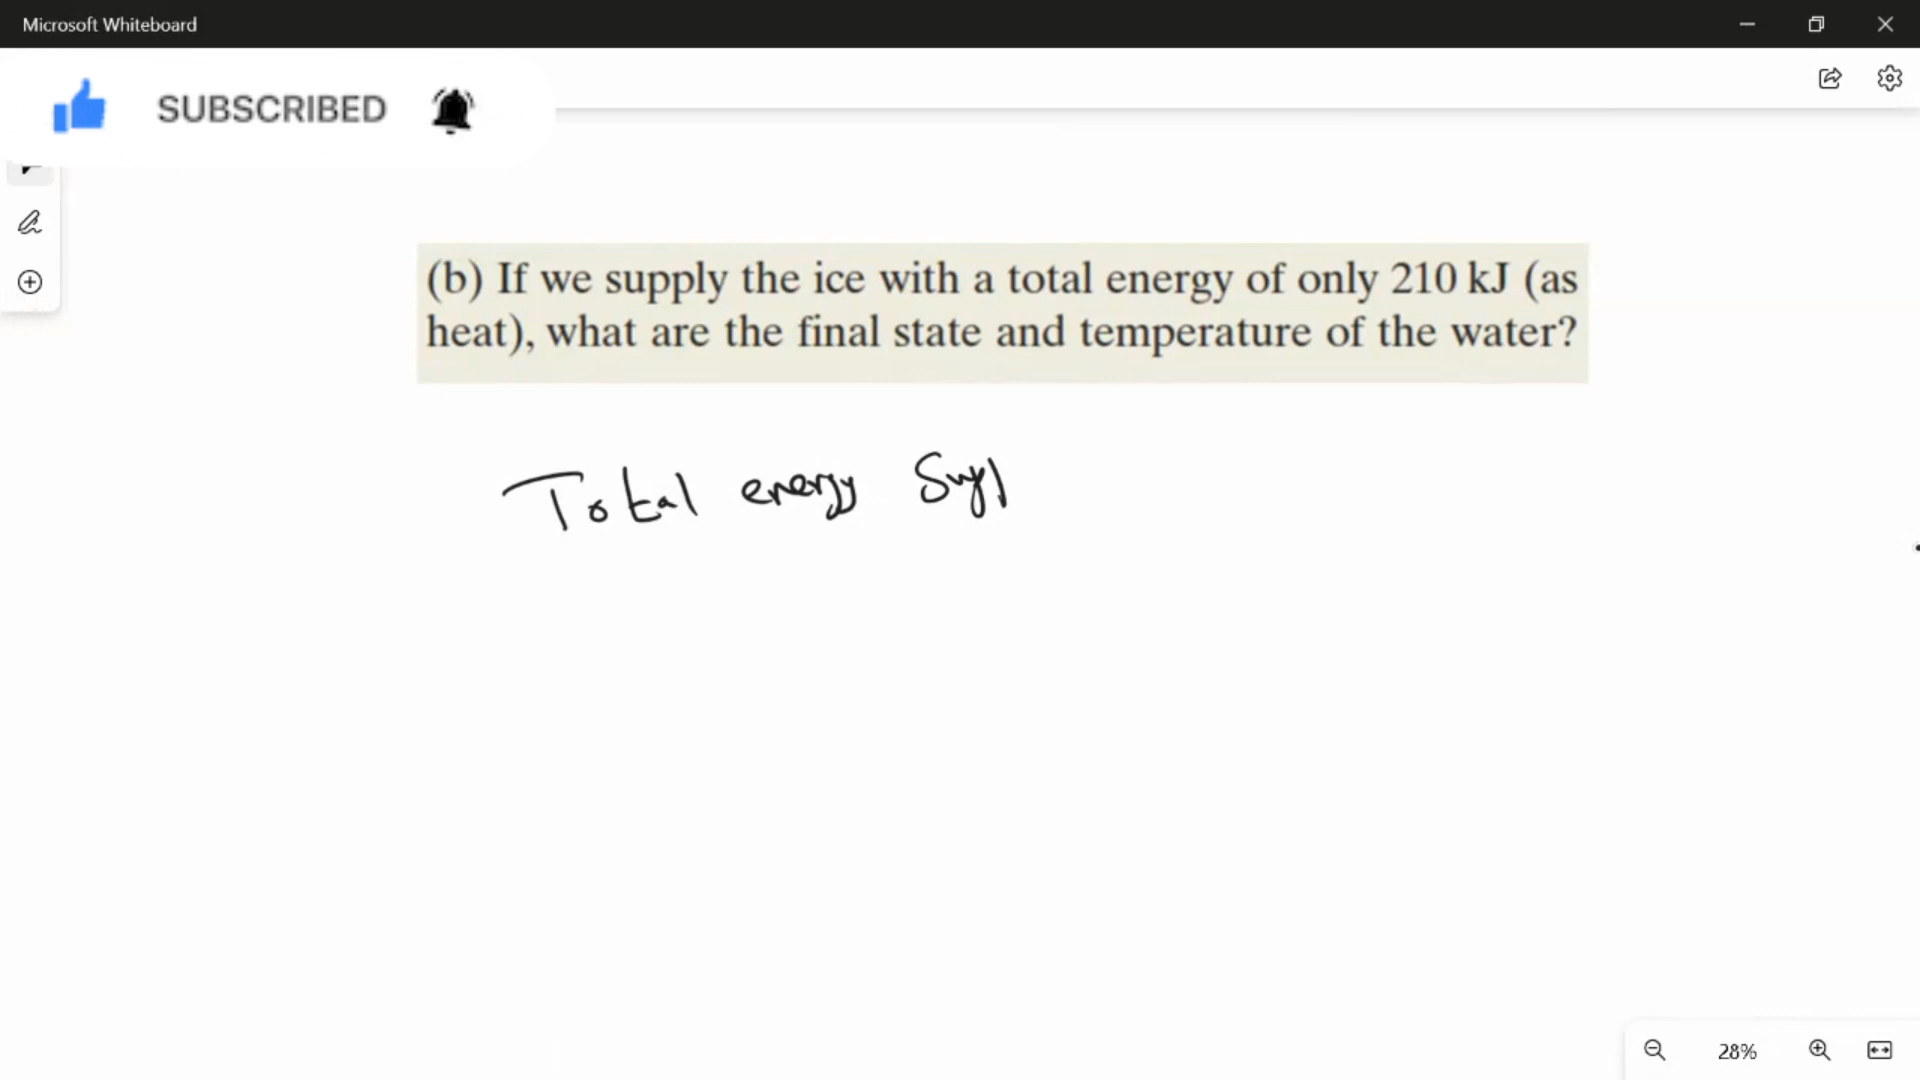 Microsoft Whiteboard
SUBSCRIBED
(b) If we supply the ice with a total energy of only 210 kJ (as
heat), what are the final state and temperature of the water?
Total energy Supl
28%